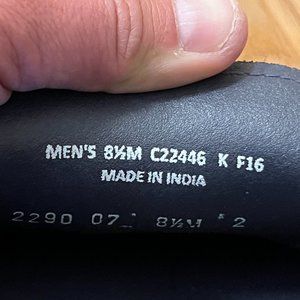 MEN'S 8½M C22446 K F16
MADE IN INDIA
2290 07 8½M 2